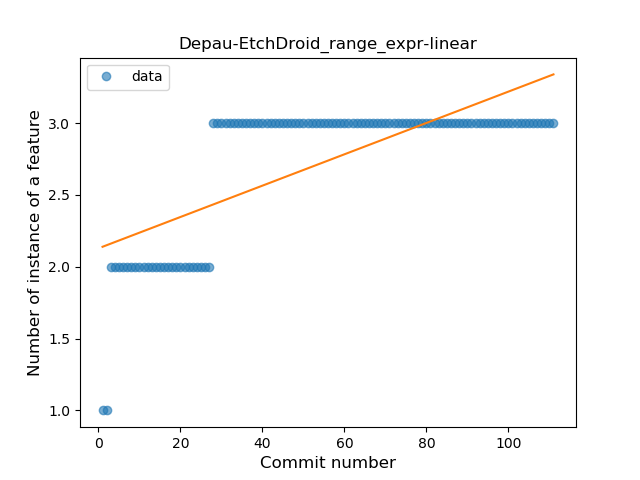 Depau-EtchDroid_range_expr-linear
data
Number of instance of a feature
3.0
2.5
2.0
1.5
1.0
0 20 40 60 80 100
Commit number